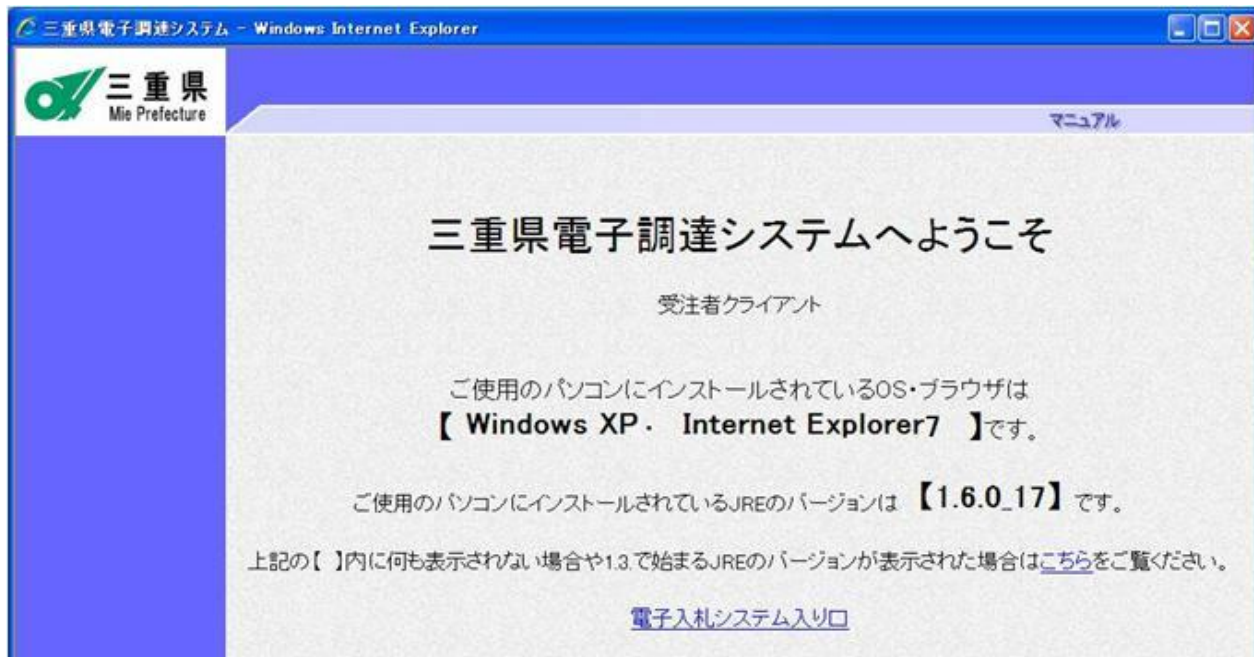 三重県電子調達システム - Windows Internet Explorer
三重県
Mie Prefecture
マニュアル
三重県電子調達システムへようこそ
受注者クライアント
ご使用のパソコンにインストールされているOS・ブラウザは
【 Windows XP・ Internet Explorer7 】です。
ご使用のパソコンにインストールされているJREのバージョンは 【1.6.0_17】 です。
上記の【 】内に何も表示されない場合や1.3.で始まるJREのバージョンが表示された場合はこちらをご覧ください。
電子入札システム入り口